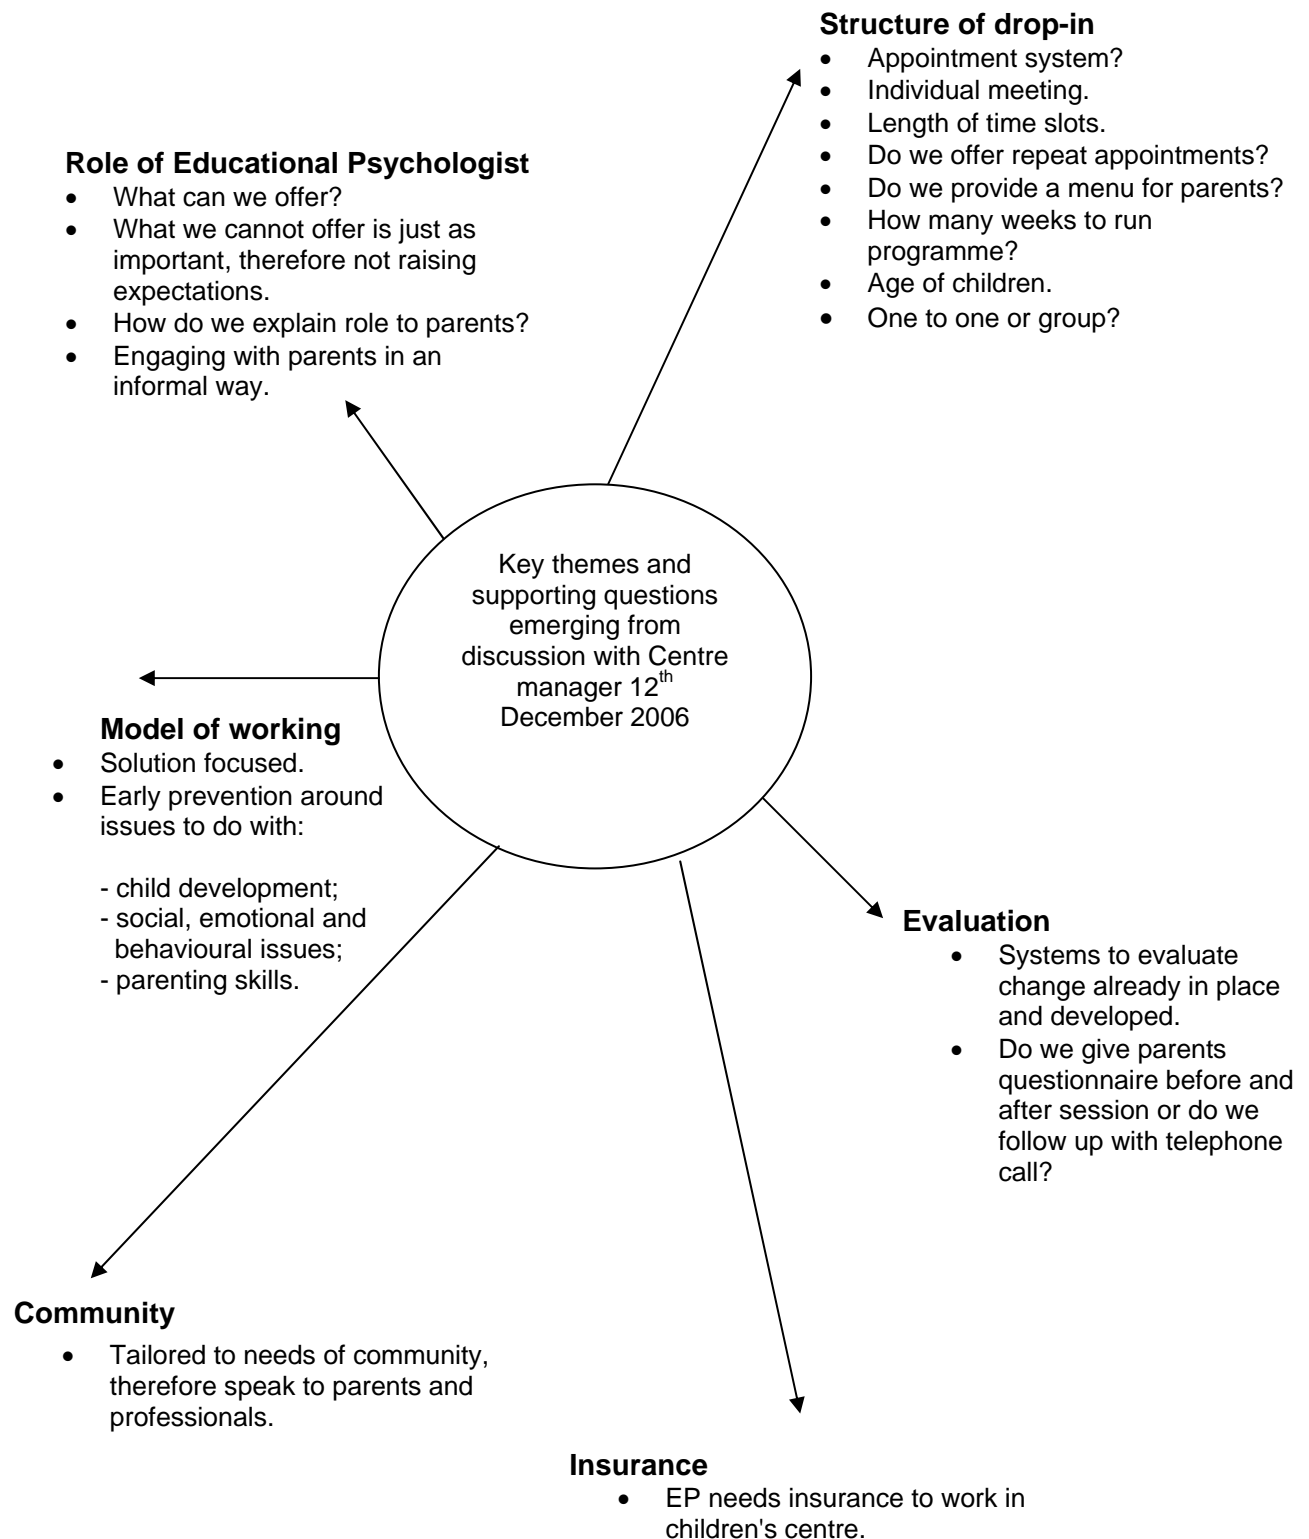 Structure of drop-in
• Appointment system?
• Individual meeting.
• Length of time slots.
• Do we offer repeat appointments?
• Do we provide a menu for parents?
• How many weeks to run
programme?
• Age of children.
• One to one or group?
Role of Educational Psychologist
• What can we offer?
• What we cannot offer is just as
important, therefore not raising
expectations.
• How do we explain role to parents?
• Engaging with parents in an
informal way.
Key themes and
supporting questions
emerging from
discussion with Centre
manager 12th
December 2006
Model of working
• Solution focused.
• Early prevention around
issues to do with:
- child development;
- social, emotional and
behavioural issues;
- parenting skills.
Evaluation
• Systems to evaluate
change already in place
and developed.
• Do we give parents
questionnaire before and
after session or do we
follow up with telephone
call?
Community
• Tailored to needs of community,
therefore speak to parents and
professionals.
Insurance
• EP needs insurance to work in
children's centre.